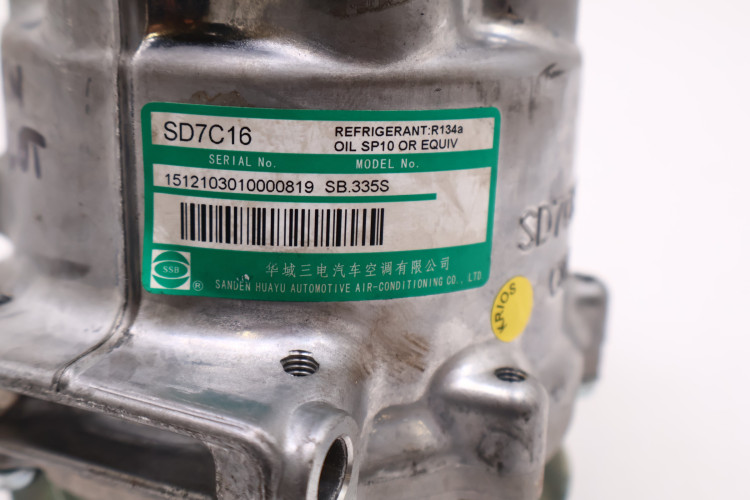 SD7C16
REFRIGERANT:R134a
OIL SP10 OR EQUIV
SERIAL No. MODEL No.
1512103010000819 SB.335S
SSB
®
华域三电汽车空调有限公司
SANDEN HUAYU AUTOMOTIVE AIR-CONDITIONING CO., LTD
KRIOS